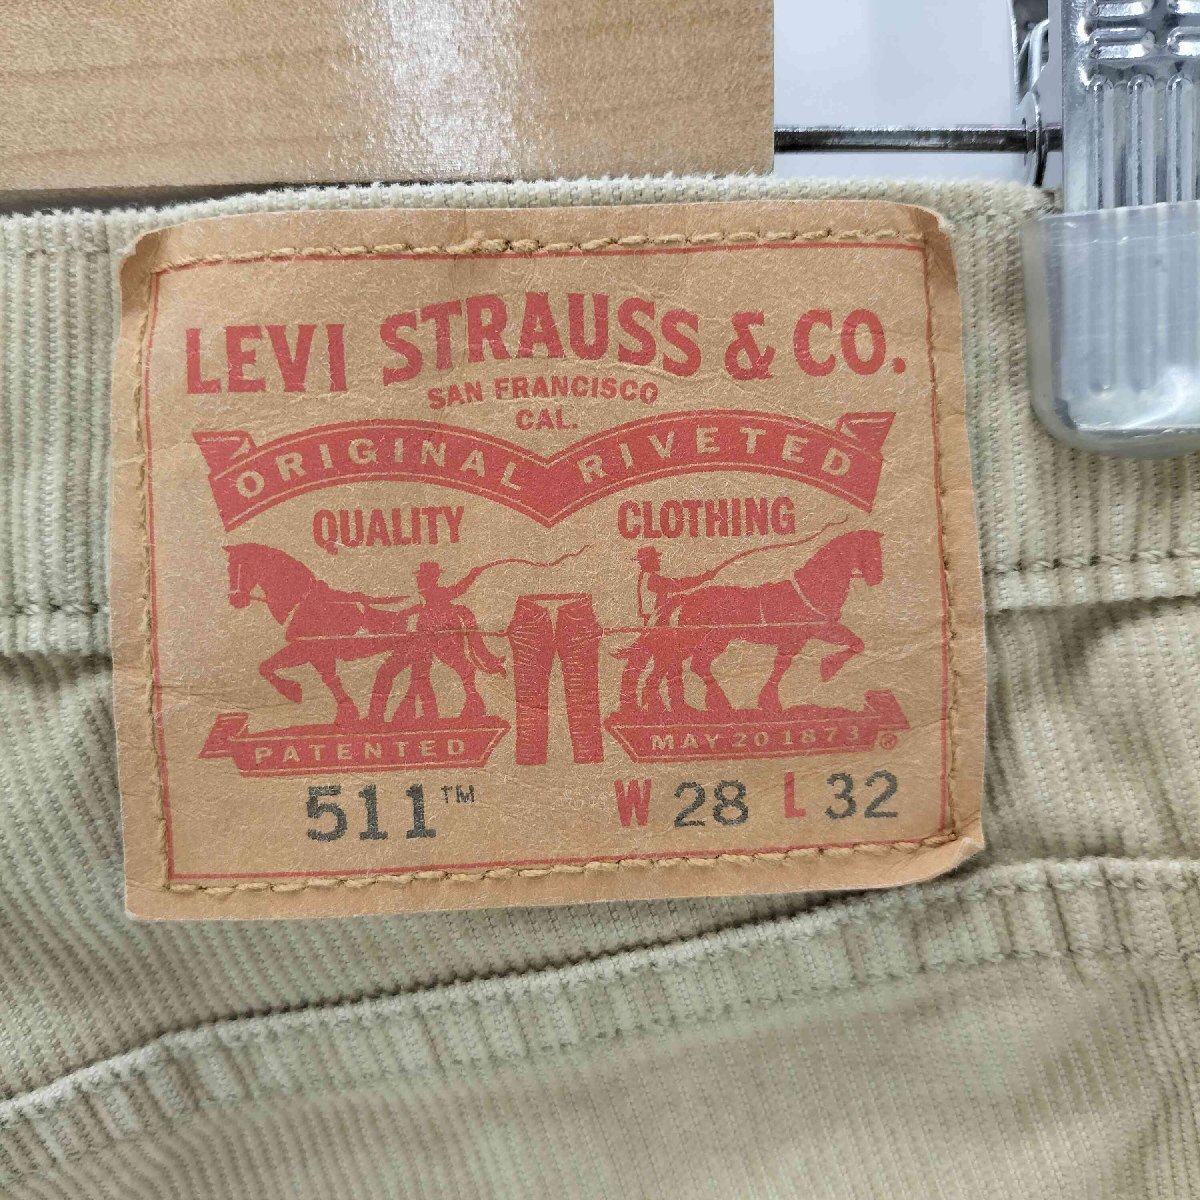 LEVI STRAUSS & CO.
SAN FRANCISCO
CAL.
ORIGINAL RIVETED
QUALITY CLOTHING
PATENTED MAY 20 1873 ®
511™ W 28 L 32